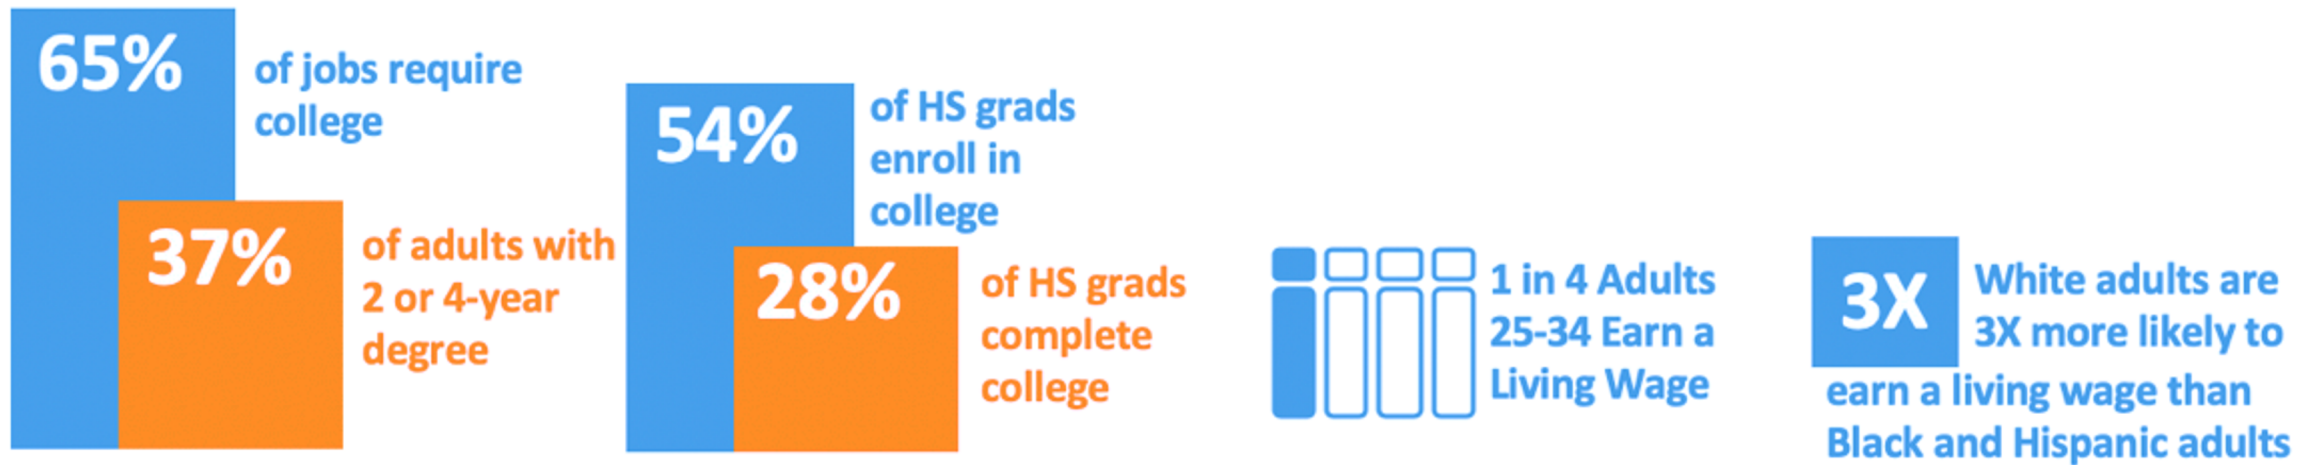 65%
of jobs require
college
37%
of adults with
2 or 4-year
degree
54%
of HS grads
enroll in
college
28%
of HS grads
complete
college
1 in 4 Adults
25-34 Earn a
Living Wage
3X
White adults are
3X more likely to
earn a living wage than
Black and Hispanic adults